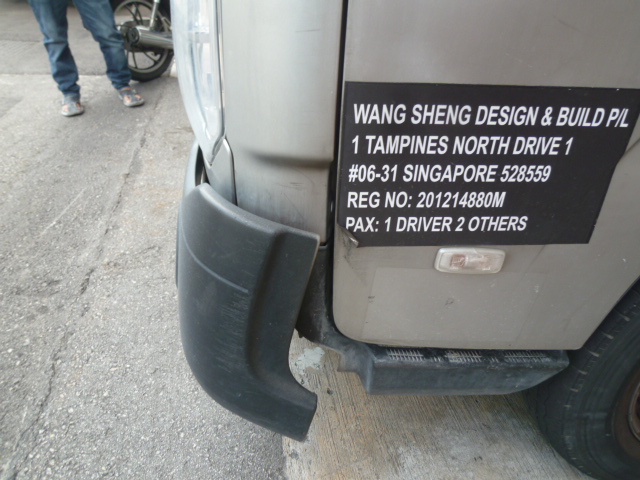 WANG SHENG DESIGN & BUILD P/L
1 TAMPINES NORTH DRIVE 1
#06-31 SINGAPORE 528559
REG NO: 201214880M
PAX: 1 DRIVER 2 OTHERS